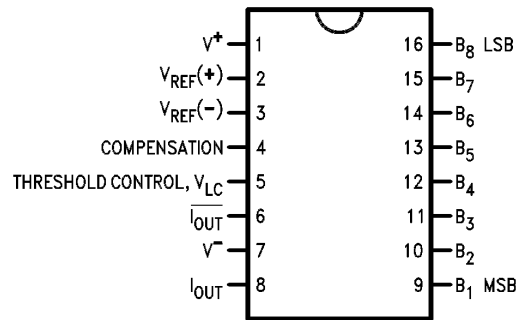 V+ 1 16 B8 LSB
VREF(+) 2 15 B7
VREF(−) 3 14 B6
COMPENSATION 4 13 B5
THRESHOLD CONTROL, VLC 5 12 B4
IOUT 6 11 B3
V− 7 10 B2
IOUT 8 9 B1 MSB